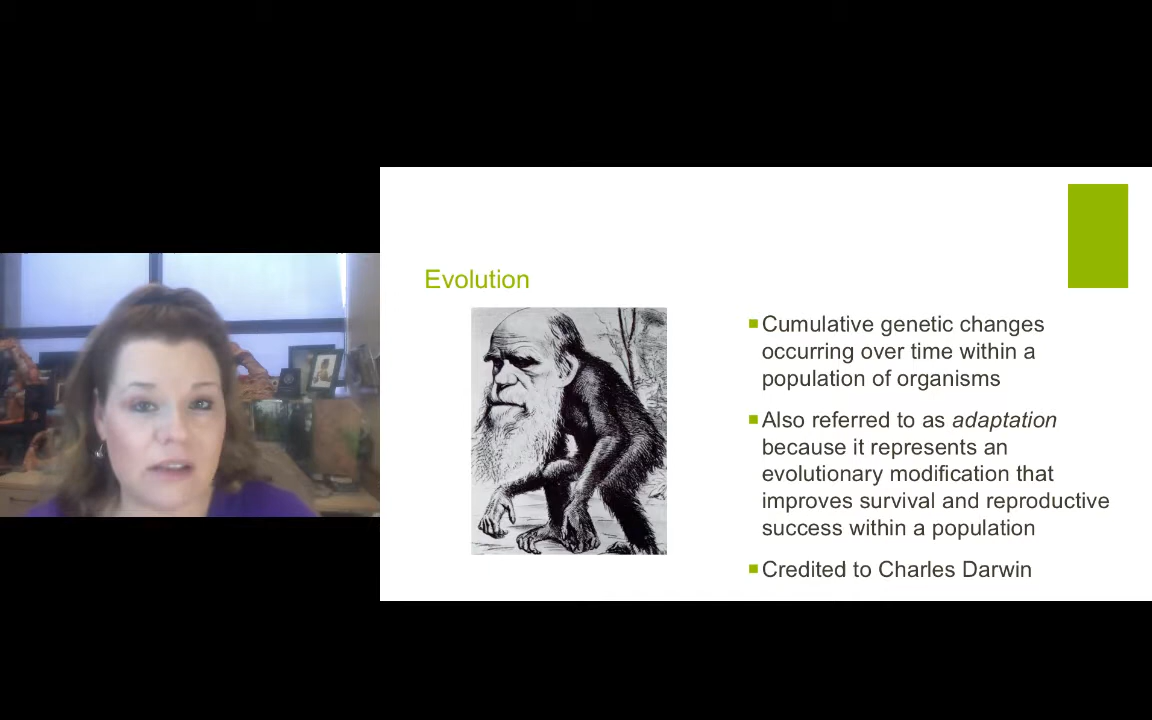 Evolution
Cumulative genetic changes
occurring over time within a
population of organisms
Also referred to as adaptation
because it represents an
evolutionary modification that
improves survival and reproductive
success within a population
Credited to Charles Darwin